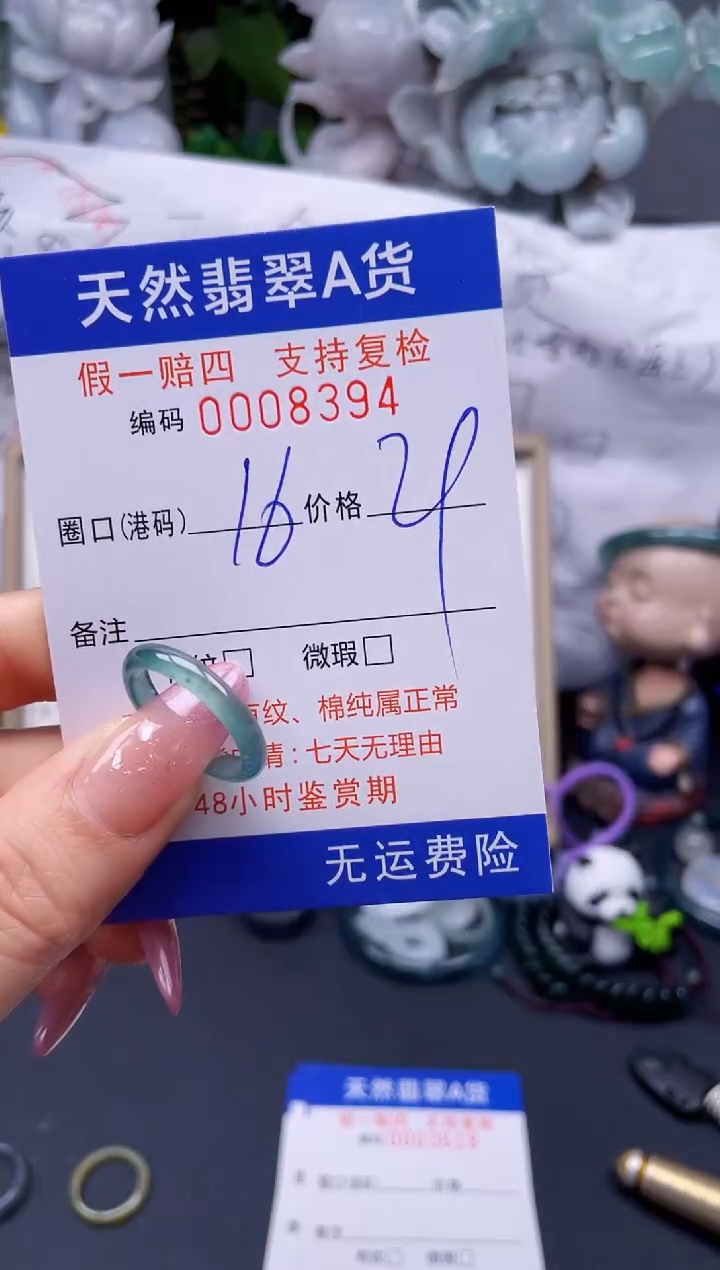 天然翡翠A货
假一赔四 支持复检
编码 0008394
圈口(港码) 16 价格
备注
纹□ 微瑕□
纹、棉纯属正常
: 七天无理由
48小时鉴赏期
无运费险
天然翡翠A货